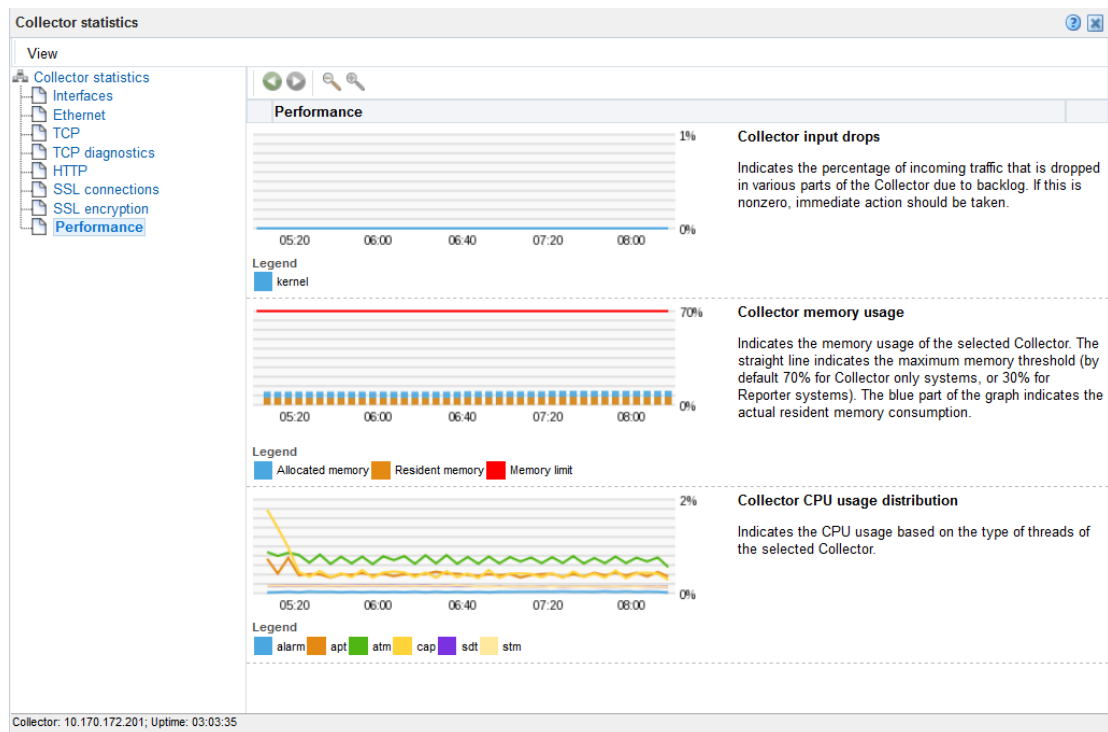 Collector statistics
View
Collector statistics
Interfaces
Ethernet
TCP
TCP diagnostics
HTTP
SSL connections
SSL encryption
Performance
Performance
1%
0%
05:20 06:00 06:40 07:20 08:00
Legend
kernel
Collector input drops
Indicates the percentage of incoming traffic that is dropped
in various parts of the Collector due to backlog. If this is
nonzero, immediate action should be taken.
70%
0%
05:20 06:00 06:40 07:20 08:00
Legend
Allocated memory Resident memory Memory limit
Collector memory usage
Indicates the memory usage of the selected Collector. The
straight line indicates the maximum memory threshold (by
default 70% for Collector only systems, or 30% for
Reporter systems). The blue part of the graph indicates the
actual resident memory consumption.
2%
0%
05:20 06:00 06:40 07:20 08:00
Legend
alarm apt atm cap sdt stm
Collector CPU usage distribution
Indicates the CPU usage based on the type of threads of
the selected Collector.
Collector: 10.170.172.201; Uptime: 03:03:35